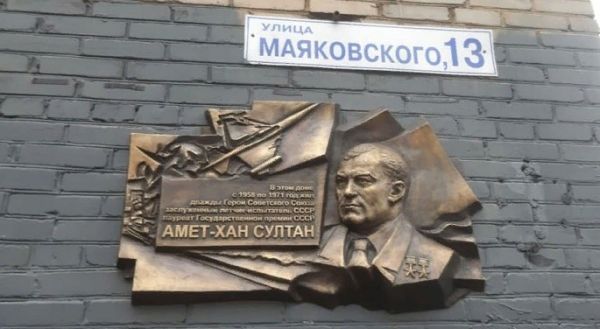 УЛИЦА
МАЯКОВСКОГО, 13
В этом доме
с 1958 по 1971 год жил
дважды Герой Советского Союза
заслуженный летчик-испытатель СССР
лауреат Государственной премии СССР
АМЕТ-ХАН СУЛТАН